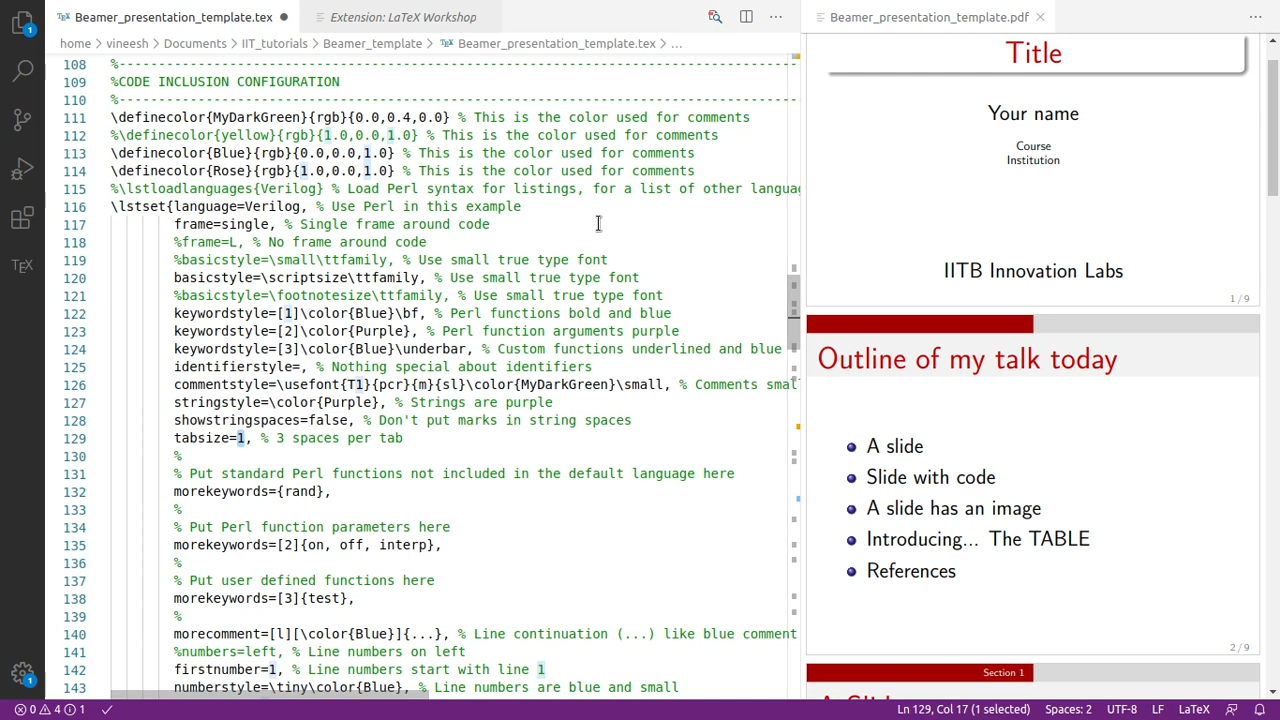 Beamer_presentation_template.tex
Extension: LaTeX Workshop
Beamer_presentation_template.pdf
home > vineesh > Documents > IIT_tutorials > Beamer_template > Beamer_presentation_template.tex > ...
108 %---------------------------------------------------------------------------------------
109 %CODE INCLUSION CONFIGURATION
110 %---------------------------------------------------------------------------------------
111 \definecolor{MyDarkGreen}{rgb}{0.0,0.4,0.0} % This is the color used for comments
112 %\definecolor{yellow}{rgb}{1.0,0.0,1.0} % This is the color used for comments
113 \definecolor{Blue}{rgb}{0.0,0.0,1.0} % This is the color used for comments
114 \definecolor{Rose}{rgb}{1.0,0.0,1.0} % This is the color used for comments
115 %\lstloadlanguages{Verilog} % Load Perl syntax for listings, for a list of other langua
116 \lstset{language=Verilog, % Use Perl in this example
117 frame=single, % Single frame around code
118 %frame=L, % No frame around code
119 %basicstyle=\small\ttfamily, % Use small true type font
120 basicstyle=\scriptsize\ttfamily, % Use small true type font
121 %basicstyle=\footnotesize\ttfamily, % Use small true type font
122 keywordstyle=[1]\color{Blue}\bf, % Perl functions bold and blue
123 keywordstyle=[2]\color{Purple}, % Perl function arguments purple
124 keywordstyle=[3]\color{Blue}\underbar, % Custom functions underlined and blue
125 identifierstyle=, % Nothing special about identifiers
126 commentstyle=\usefont{T1}{pcr}{m}{sl}\color{MyDarkGreen}\small, % Comments smal
127 stringstyle=\color{Purple}, % Strings are purple
128 showstringspaces=false, % Don't put marks in string spaces
129 tabsize=1, % 3 spaces per tab
130 %
131 % Put standard Perl functions not included in the default language here
132 morekeywords={rand},
133 %
134 % Put Perl function parameters here
135 morekeywords=[2]{on, off, interp},
136 %
137 % Put user defined functions here
138 morekeywords=[3]{test},
139 %
140 morecomment=[l][\color{Blue}]{...}, % Line continuation (...) like blue comment
141 %numbers=left, % Line numbers on left
142 firstnumber=1, % Line numbers start with line 1
143 numberstyle=\tiny\color{Blue}, % Line numbers are blue and small
Title
Your name
Course
Institution
IITB Innovation Labs
1 / 9
Outline of my talk today
A slide
Slide with code
A slide has an image
Introducing... The TABLE
References
2 / 9
Section 1
0 4 1
Ln 129, Col 17 (1 selected)
Spaces: 2
UTF-8
LF
LaTeX